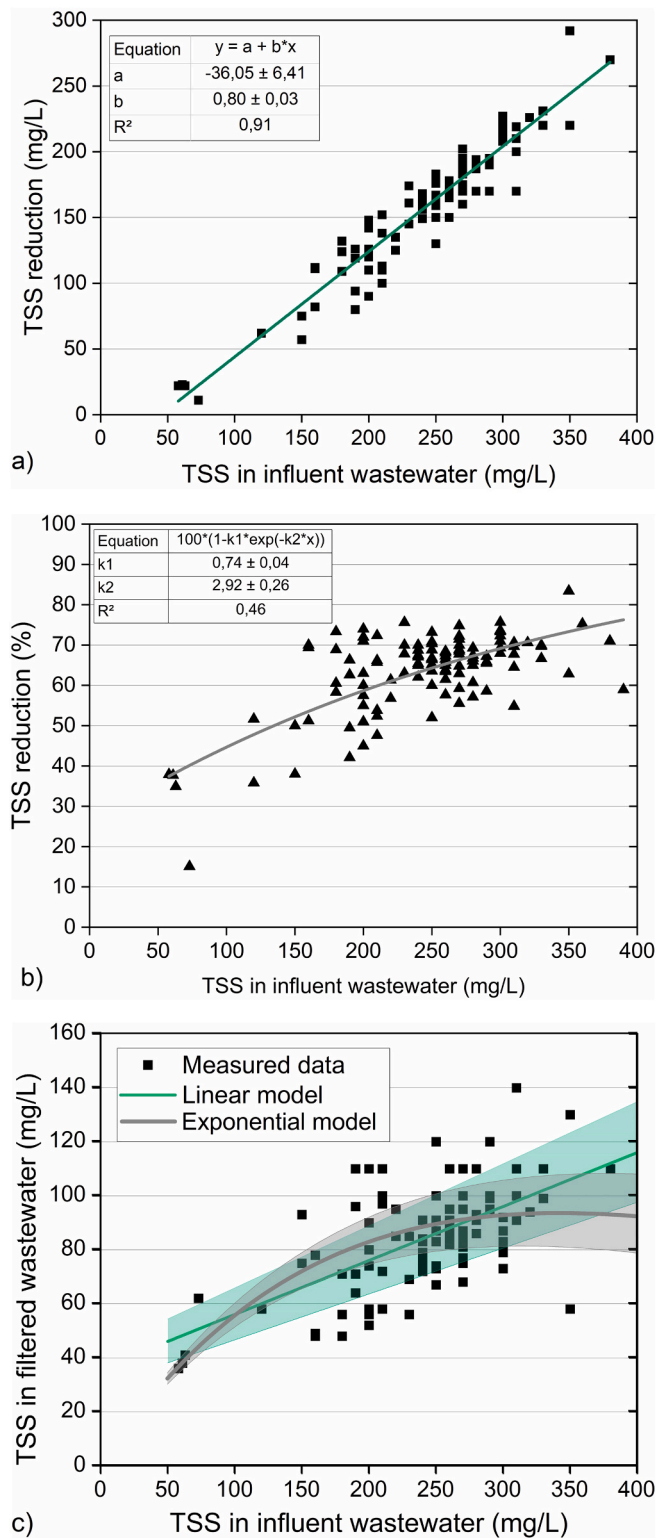 300
250
200
150
100
50
0
TSS reduction (mg/L)
Equation y = a + b*x
a -36,05 ± 6,41
b 0,80 ± 0,03
R² 0,91
0 50 100 150 200 250 300 350 400
TSS in influent wastewater (mg/L)
a)
100
90
80
70
60
50
40
30
20
10
0
TSS reduction (%)
Equation 100*(1-k1*exp(-k2*x))
k1 0,74 ± 0,04
k2 2,92 ± 0,26
R² 0,46
0 50 100 150 200 250 300 350 400
TSS in influent wastewater (mg/L)
b)
160
140
120
100
80
60
40
20
0
TSS in filtered wastewater (mg/L)
Measured data
Linear model
Exponential model
0 50 100 150 200 250 300 350 400
TSS in influent wastewater (mg/L)
c)